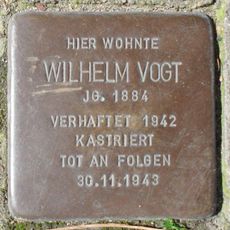 HIER WOHNTE
WILHELM VOGT
JG. 1884
VERHAFTET 1942
KASTRIERT
TOT AN FOLGEN
30.11.1943